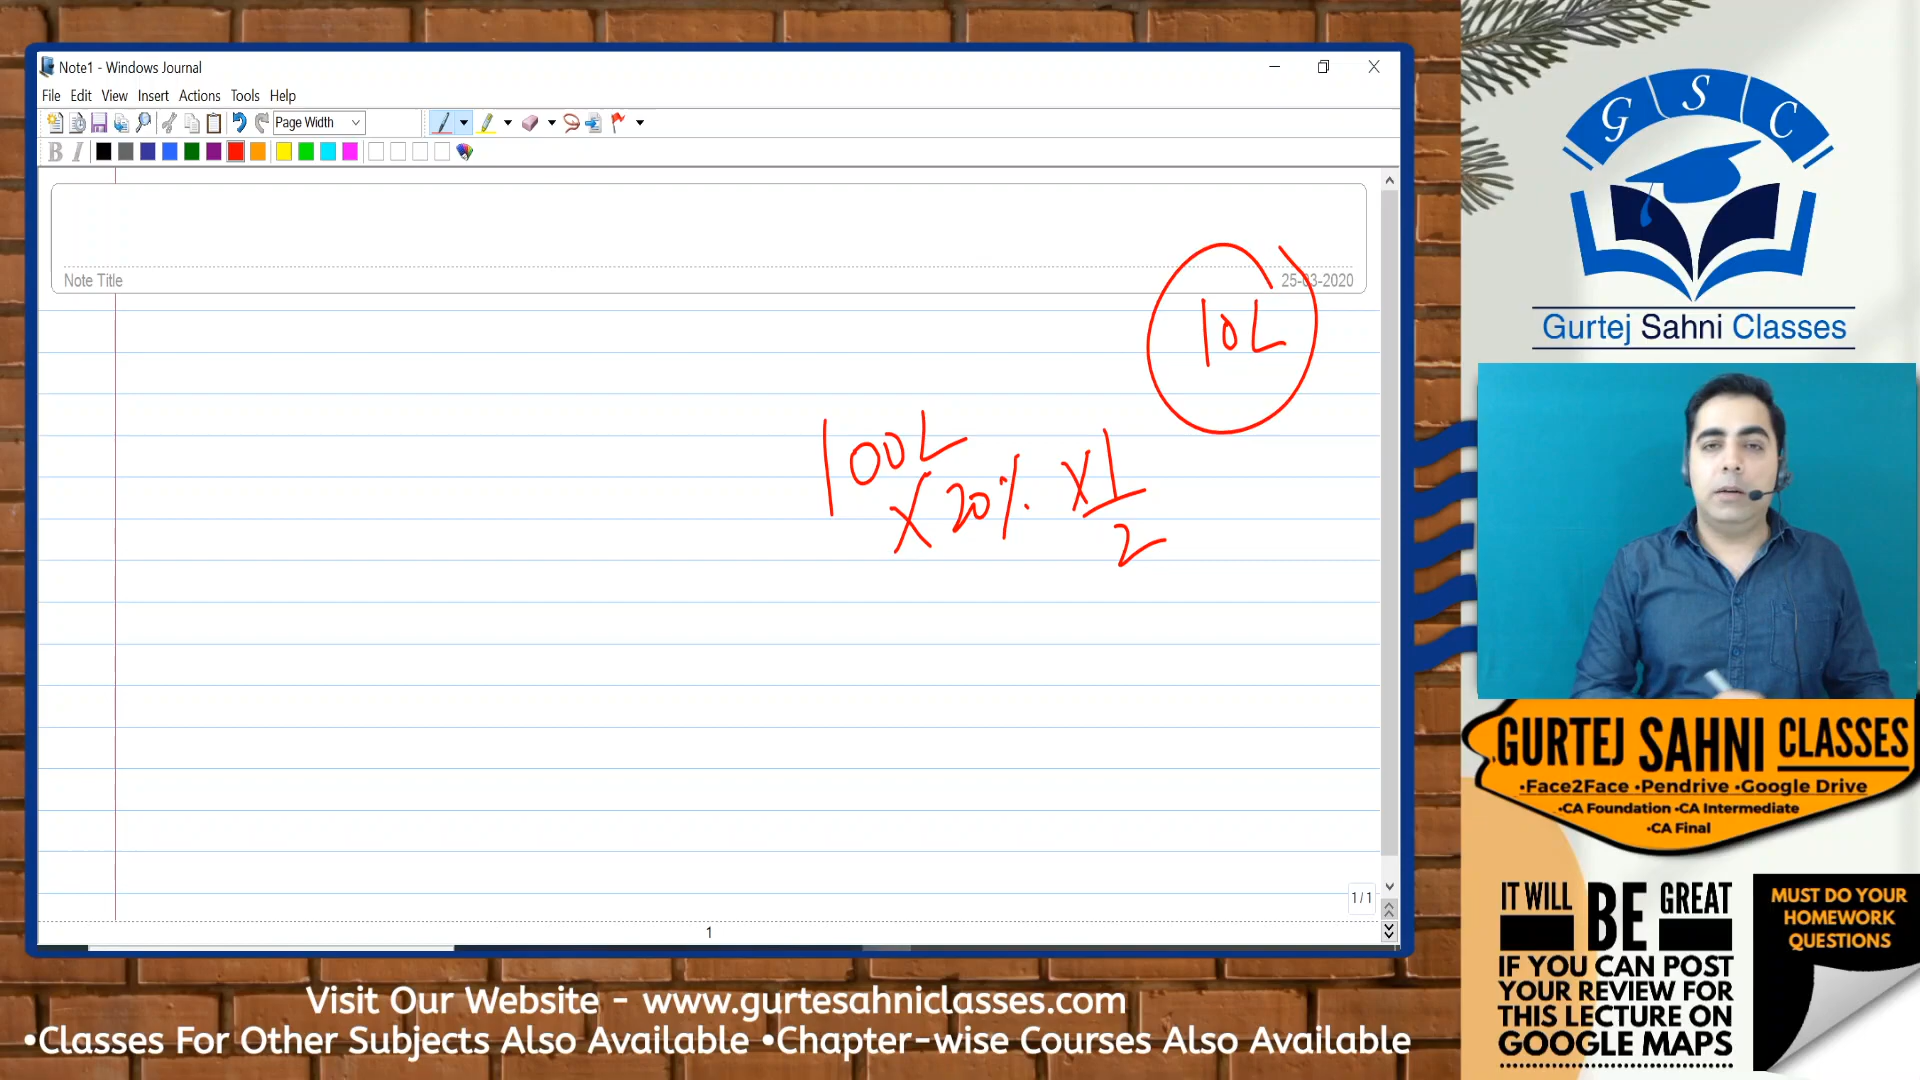 Note1 - Windows Journal
File Edit View Insert Actions Tools Help
Page Width
B I
Note Title
25-03-2020
10L
100L
X 20% X 1/2
1/1
1
G S C
Gurtej Sahni Classes
GURTEJ SAHNI CLASSES
•Face2Face •Pendrive •Google Drive
•CA Foundation •CA Intermediate
•CA Final
IT WILL BE GREAT
IF YOU CAN POST
YOUR REVIEW FOR
THIS LECTURE ON
GOOGLE MAPS
MUST DO YOUR
HOMEWORK
QUESTIONS
Visit Our Website - www.gurtesahniclasses.com
•Classes For Other Subjects Also Available •Chapter-wise Courses Also Available